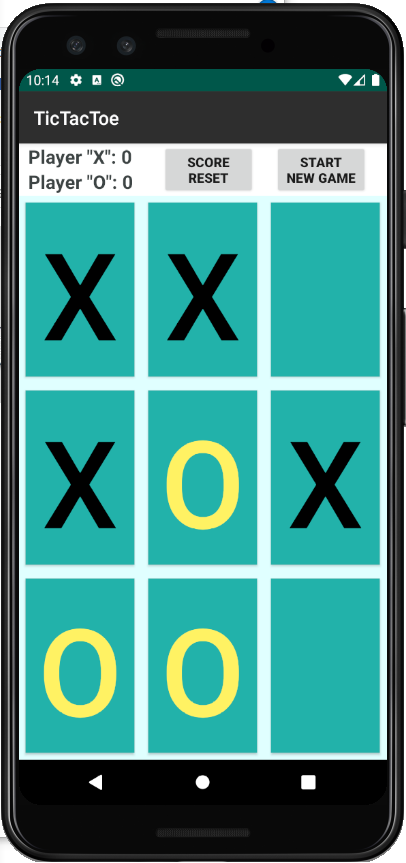 10:14
TicTacToe
Player "X": 0
Player "O": 0
SCORE
RESET
START
NEW GAME
X X
X O X
O O